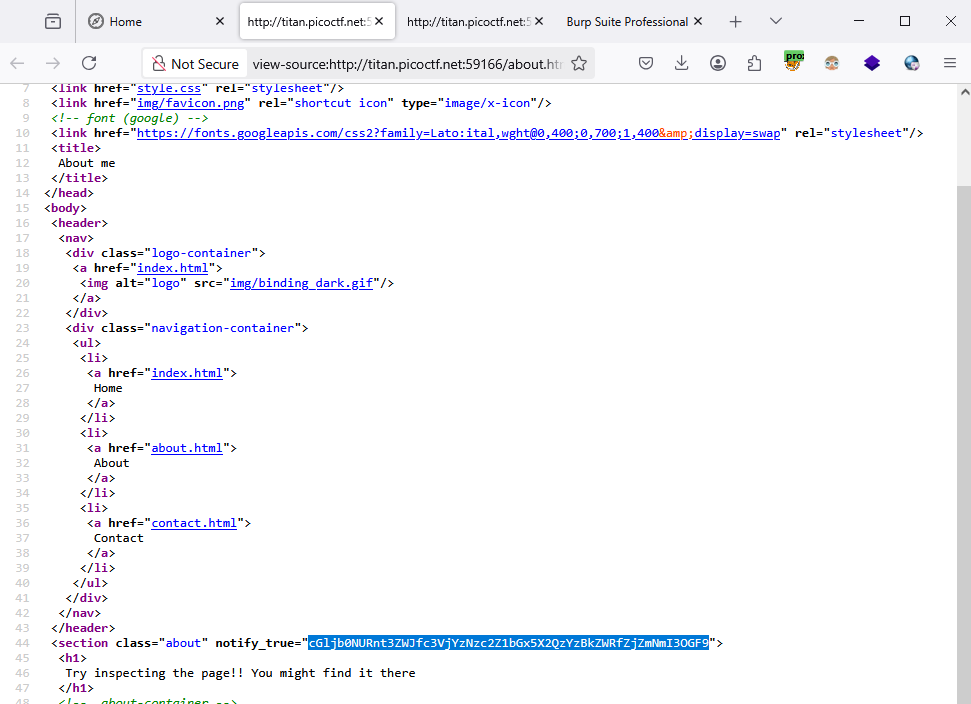 Home
http://titan.picoctf.net:5
http://titan.picoctf.net:5
Burp Suite Professional
Not Secure
view-source:http://titan.picoctf.net:59166/about.htm
pro
7 <link href="style.css" rel="stylesheet"/>
8 <link href="img/favicon.png" rel="shortcut icon" type="image/x-icon"/>
9 <!-- font (google) -->
10 <link href="https://fonts.googleapis.com/css2?family=Lato:ital,wght@0,400;0,700;1,400&amp;display=swap" rel="stylesheet"/>
11 <title>
12 About me
13 </title>
14 </head>
15 <body>
16 <header>
17 <nav>
18 <div class="logo-container">
19 <a href="index.html">
20 <img alt="logo" src="img/binding_dark.gif"/>
21 </a>
22 </div>
23 <div class="navigation-container">
24 <ul>
25 <li>
26 <a href="index.html">
27 Home
28 </a>
29 </li>
30 <li>
31 <a href="about.html">
32 About
33 </a>
34 </li>
35 <li>
36 <a href="contact.html">
37 Contact
38 </a>
39 </li>
40 </ul>
41 </div>
42 </nav>
43 </header>
44 <section class="about" notify_true="cGljb0NURnt3ZWJfc3VjYzNzc2Z1bGx5X2QzYzBkZWRfZjZmNmI3OGF9">
45 <h1>
46 Try inspecting the page!! You might find it there
47 </h1>
48 <!-- about-container -->